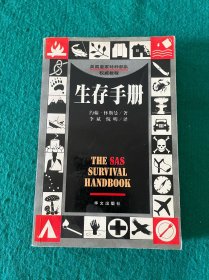 英国皇家特种部队
权威教程
生存手册
约翰·怀斯曼/著
李斌 倪明/译
THE SAS
SURVIVAL
HANDBOOK
华文出版社